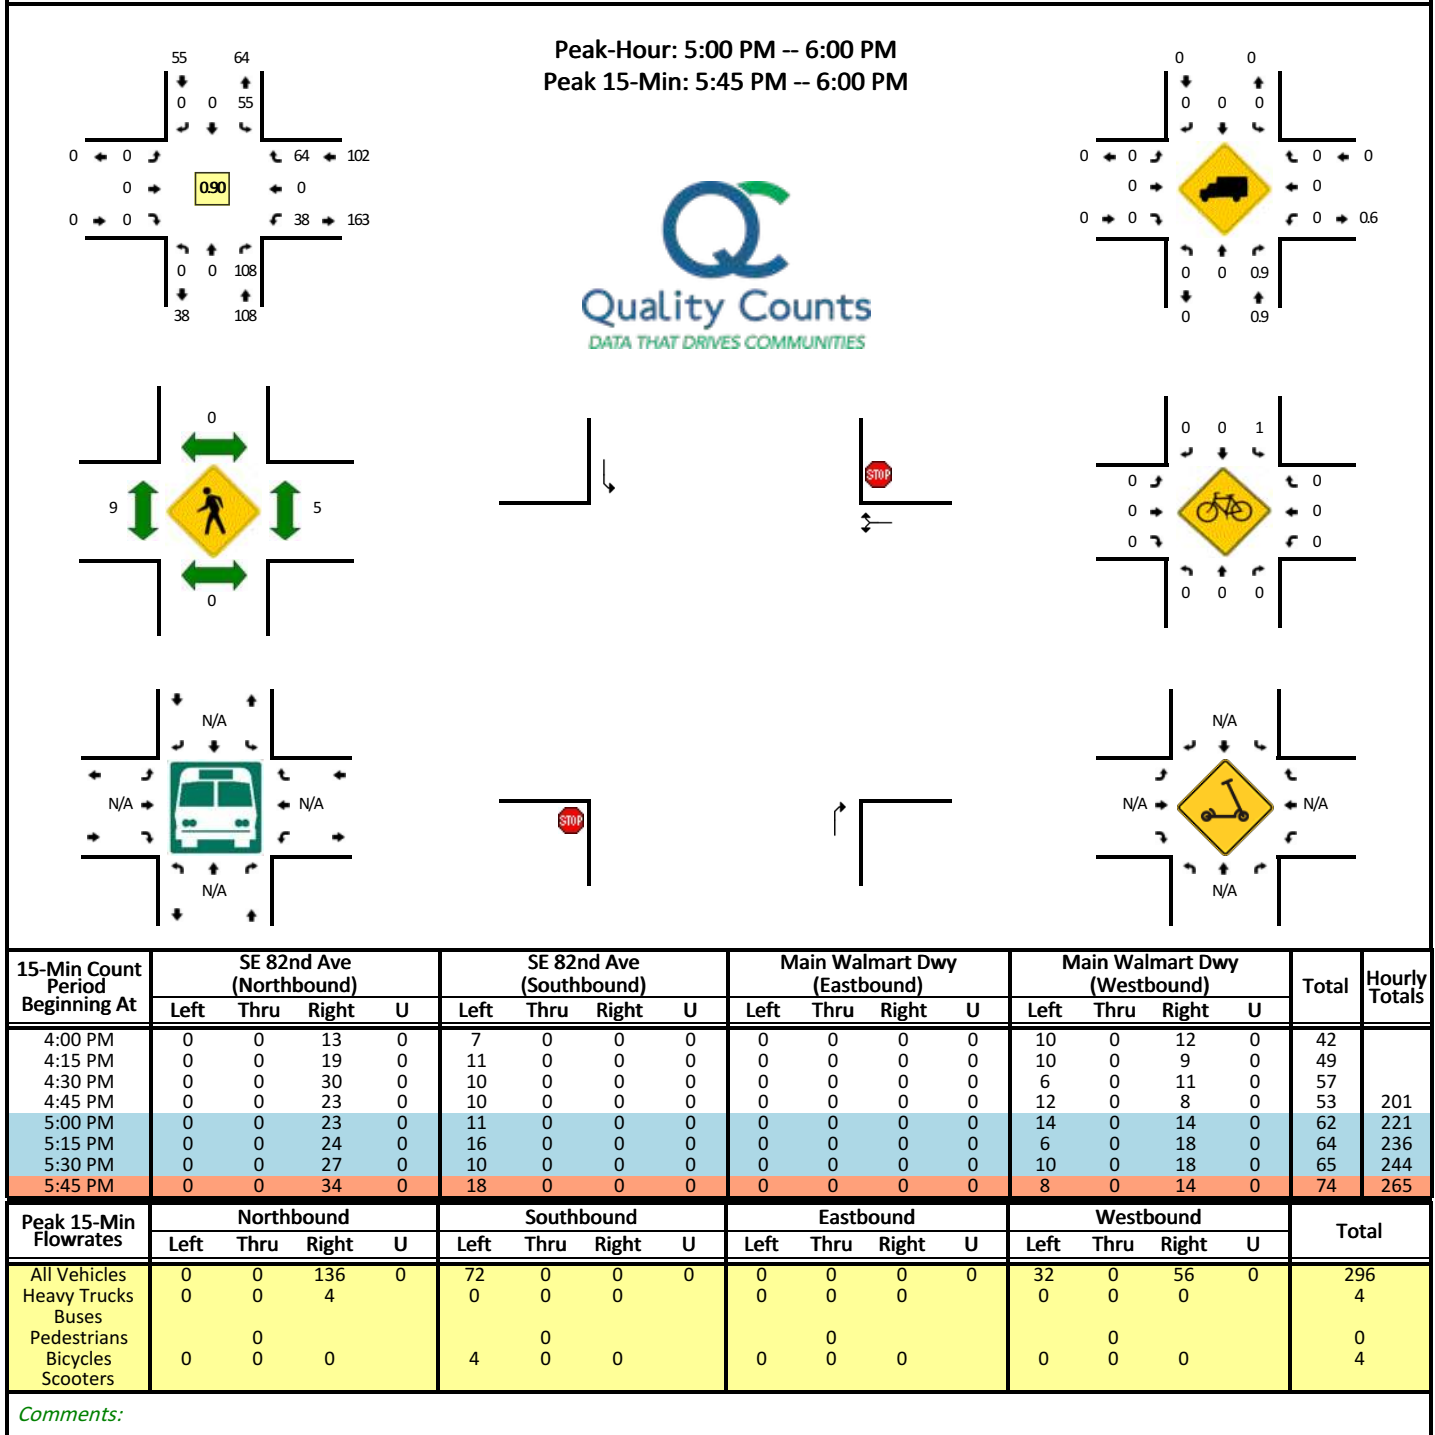 Peak-Hour: 5:00 PM -- 6:00 PM
Peak 15-Min: 5:45 PM -- 6:00 PM
55 64
0 0 55
0 0 64 102
0 0.90 0
0 0 38 163
0 0 108
38 108
QC
Quality Counts
DATA THAT DRIVES COMMUNITIES
0 0
0 0 0
0 0 0 0
0 0
0 0 0 0.6
0 0 0.9
0 0.9
0
9 5
0
STOP
0 0 1
0 0
0 0
0 0
0 0 0
N/A
N/A N/A
N/A
STOP
N/A
N/A N/A
N/A
15-Min Count Period Beginning At SE 82nd Ave (Northbound) SE 82nd Ave (Southbound) Main Walmart Dwy (Eastbound) Main Walmart Dwy (Westbound) Total Hourly Totals
Left Thru Right U Left Thru Right U Left Thru Right U Left Thru Right U
4:00 PM 0 0 13 0 7 0 0 0 0 0 0 0 10 0 12 0 42
4:15 PM 0 0 19 0 11 0 0 0 0 0 0 0 10 0 9 0 49
4:30 PM 0 0 30 0 10 0 0 0 0 0 0 0 6 0 11 0 57
4:45 PM 0 0 23 0 10 0 0 0 0 0 0 0 12 0 8 0 53 201
5:00 PM 0 0 23 0 11 0 0 0 0 0 0 0 14 0 14 0 62 221
5:15 PM 0 0 24 0 16 0 0 0 0 0 0 0 6 0 18 0 64 236
5:30 PM 0 0 27 0 10 0 0 0 0 0 0 0 10 0 18 0 65 244
5:45 PM 0 0 34 0 18 0 0 0 0 0 0 0 8 0 14 0 74 265
Peak 15-Min Flowrates Northbound Southbound Eastbound Westbound Total
Left Thru Right U Left Thru Right U Left Thru Right U Left Thru Right U
All Vehicles 0 0 136 0 72 0 0 0 0 0 0 0 32 0 56 0 296
Heavy Trucks 0 0 4 0 0 0 0 0 0 0 0 0 4
Buses
Pedestrians 0 0 0 0 0
Bicycles 0 0 0 4 0 0 0 0 0 0 0 0 4
Scooters
Comments: